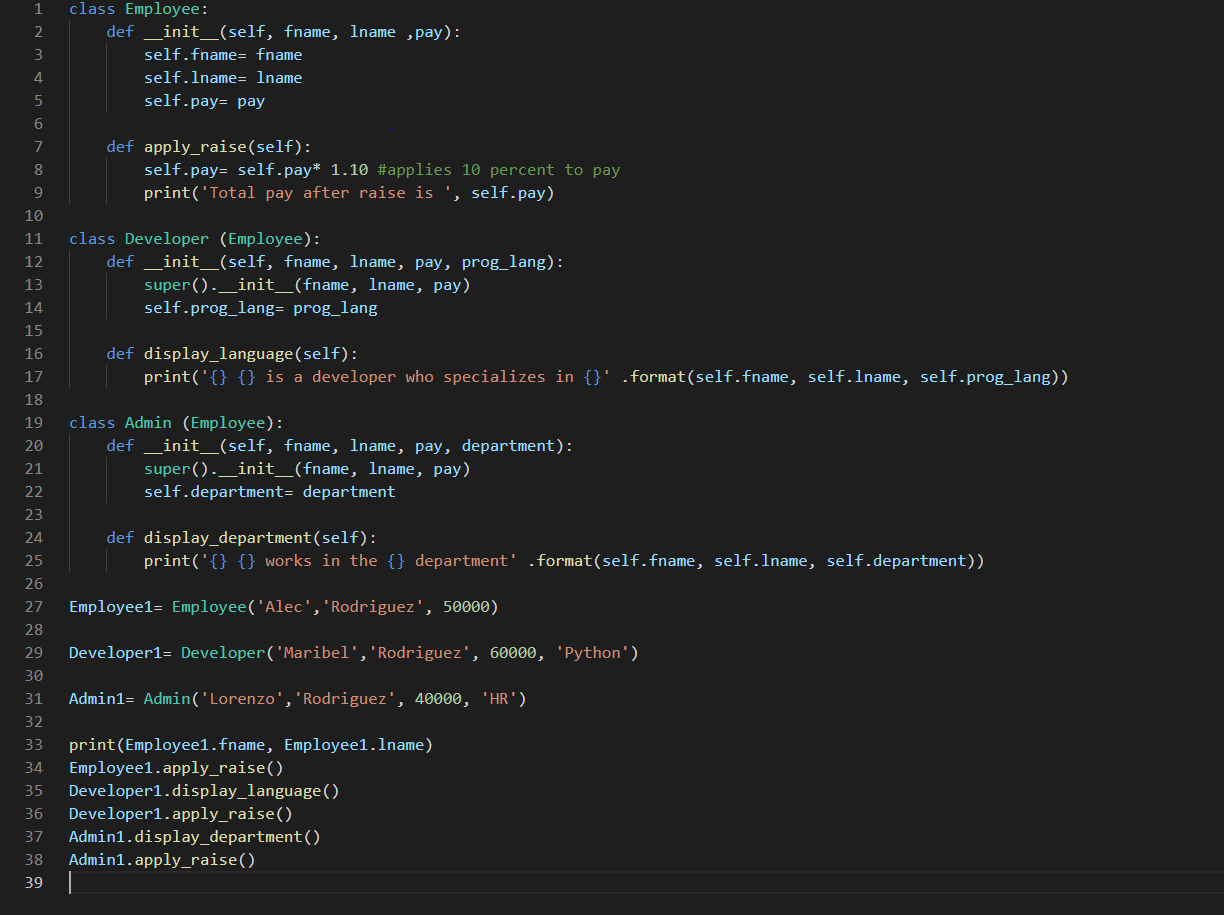 1 class Employee:
2     def __init__(self, fname, lname ,pay):
3         self.fname= fname
4         self.lname= lname
5         self.pay= pay
6
7     def apply_raise(self):
8         self.pay= self.pay* 1.10 #applies 10 percent to pay
9         print('Total pay after raise is ', self.pay)
10
11 class Developer (Employee):
12     def __init__(self, fname, lname, pay, prog_lang):
13         super().__init__(fname, lname, pay)
14         self.prog_lang= prog_lang
15
16     def display_language(self):
17         print('{} {} is a developer who specializes in {}' .format(self.fname, self.lname, self.prog_lang))
18
19 class Admin (Employee):
20     def __init__(self, fname, lname, pay, department):
21         super().__init__(fname, lname, pay)
22         self.department= department
23
24     def display_department(self):
25         print('{} {} works in the {} department' .format(self.fname, self.lname, self.department))
26
27 Employee1= Employee('Alec','Rodriguez', 50000)
28
29 Developer1= Developer('Maribel','Rodriguez', 60000, 'Python')
30
31 Admin1= Admin('Lorenzo','Rodriguez', 40000, 'HR')
32
33 print(Employee1.fname, Employee1.lname)
34 Employee1.apply_raise()
35 Developer1.display_language()
36 Developer1.apply_raise()
37 Admin1.display_department()
38 Admin1.apply_raise()
39